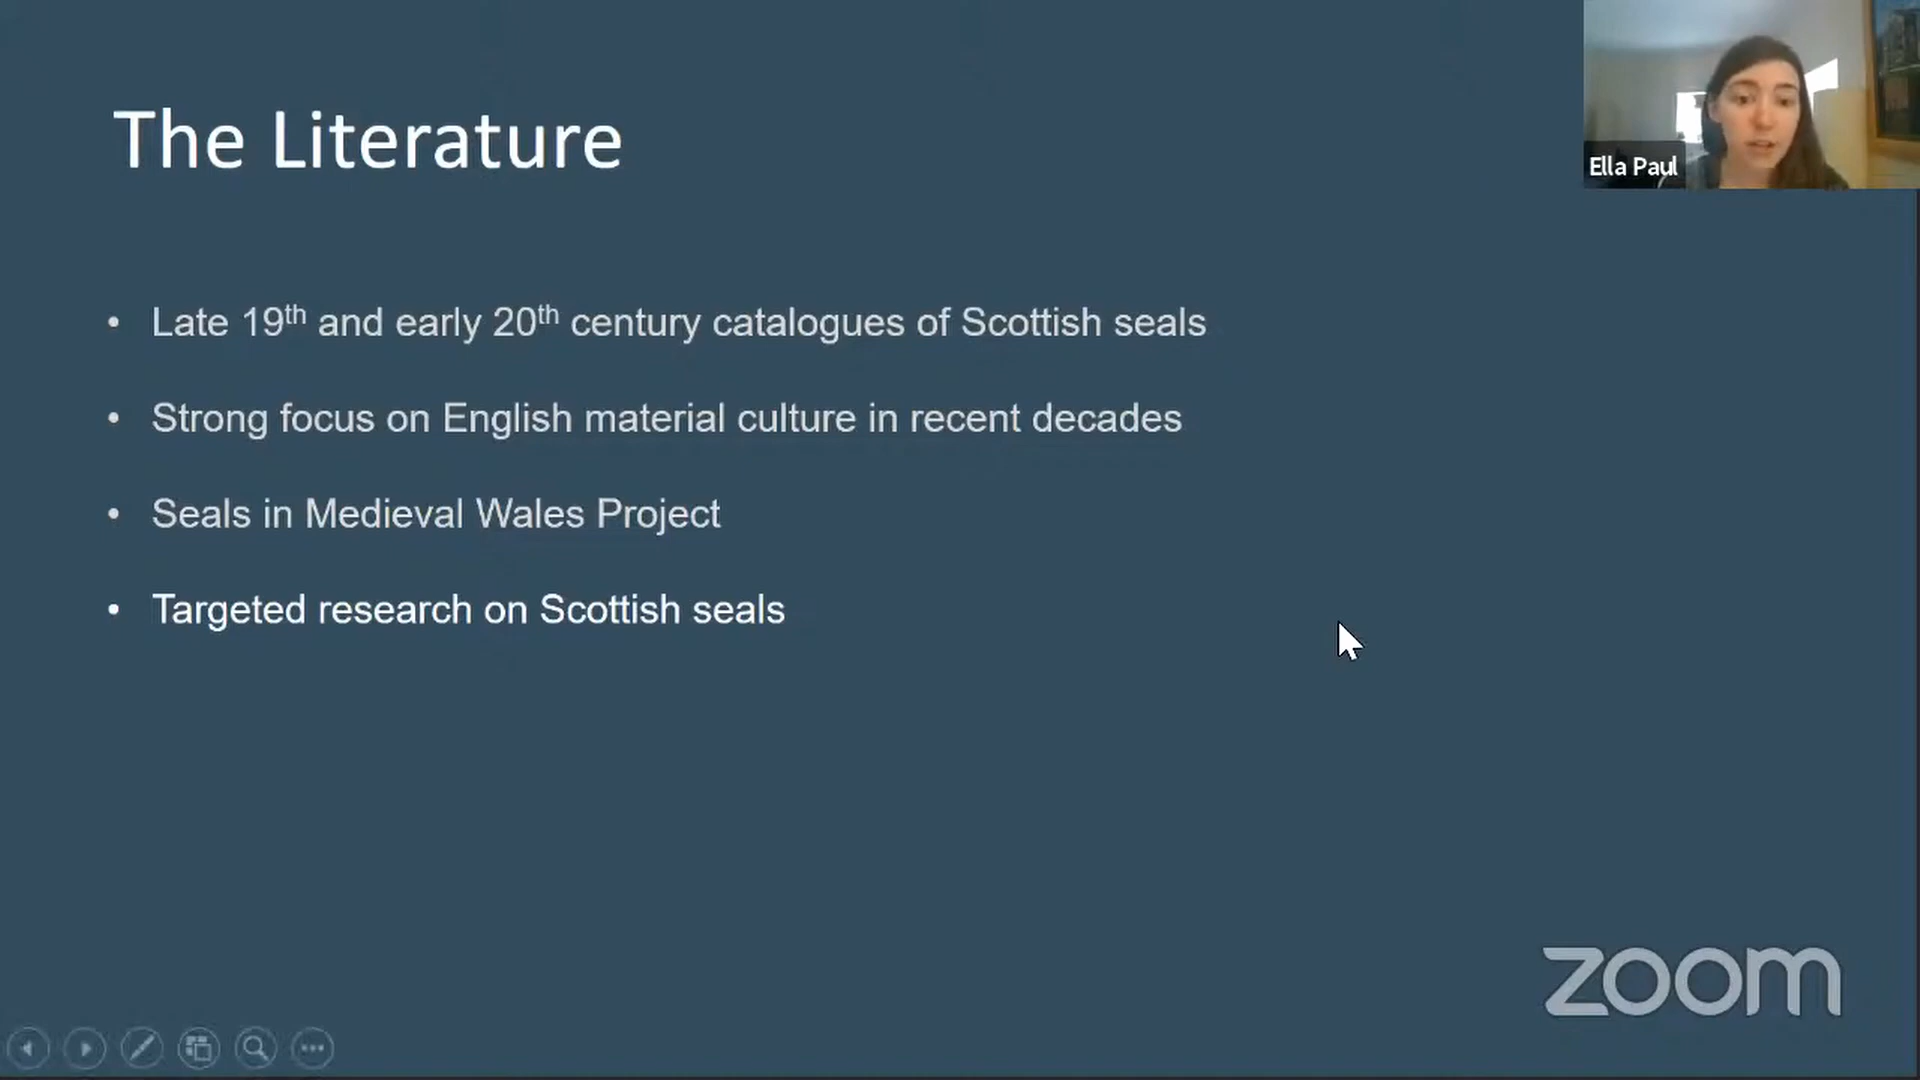 The Literature
Ella Paul
• Late 19th and early 20th century catalogues of Scottish seals
• Strong focus on English material culture in recent decades
• Seals in Medieval Wales Project
• Targeted research on Scottish seals
zoom